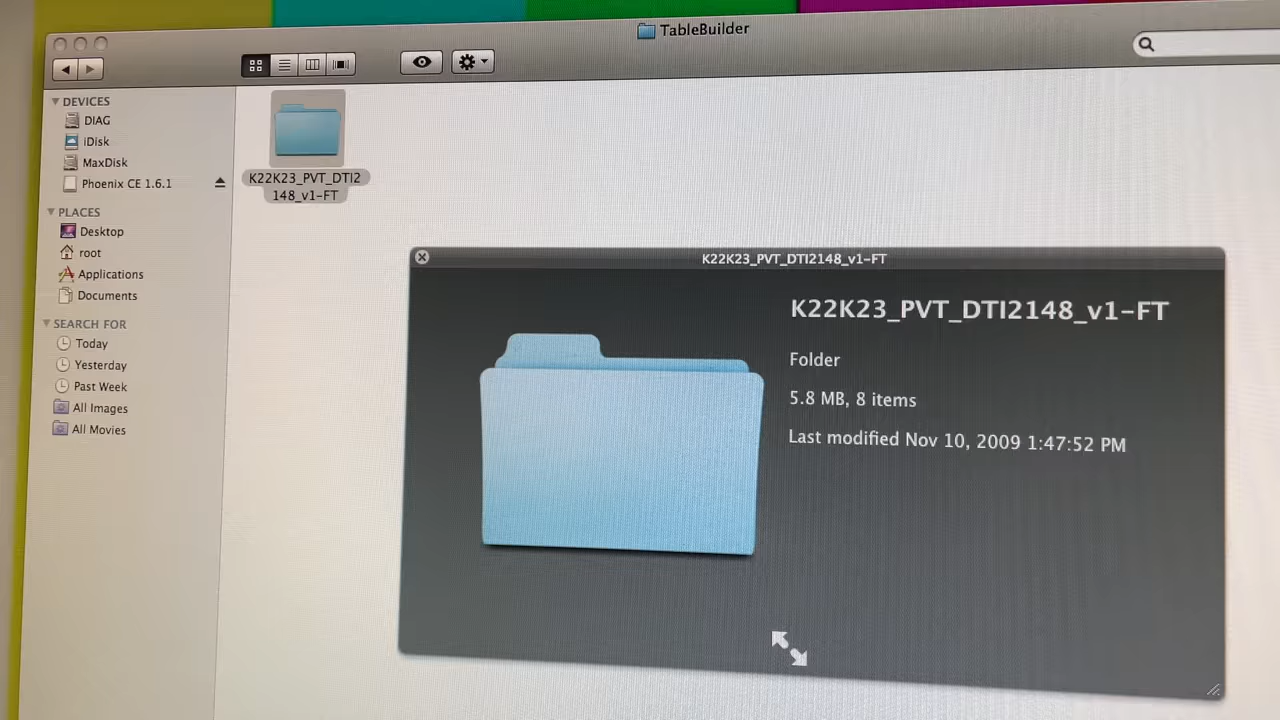 TableBuilder
DEVICES
DIAG
iDisk
MaxDisk
Phoenix CE 1.6.1
PLACES
Desktop
root
Applications
Documents
SEARCH FOR
Today
Yesterday
Past Week
All Images
All Movies
K22K23_PVT_DTI2
148_v1-FT
K22K23_PVT_DTI2148_v1-FT
K22K23_PVT_DTI2148_v1-FT
Folder
5.8 MB, 8 items
Last modified Nov 10, 2009 1:47:52 PM